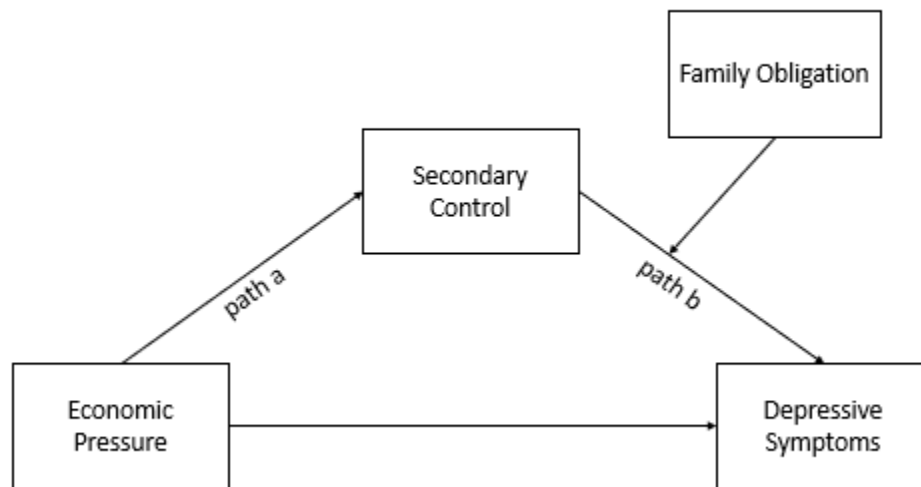 Family Obligation
Secondary
Control
path a
path b
Economic
Pressure
Depressive
Symptoms